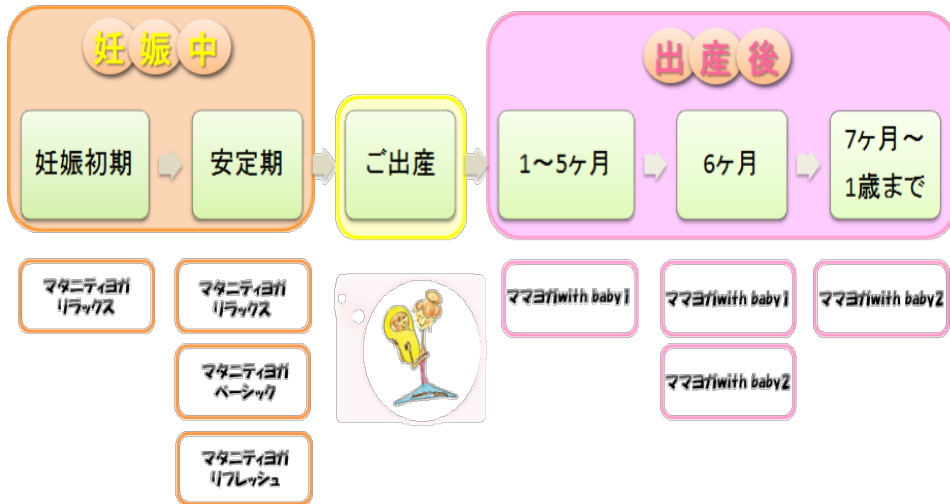 妊娠中
出産後
妊娠初期
安定期
ご出産
1～5ヶ月
6ヶ月
7ヶ月～
1歳まで
マタニティヨガ
リラックス
マタニティヨガ
リラックス
マタニティヨガ
ベーシック
マタニティヨガ
リフレッシュ
ママヨガwith baby1
ママヨガwith baby1
ママヨガwith baby2
ママヨガwith baby2